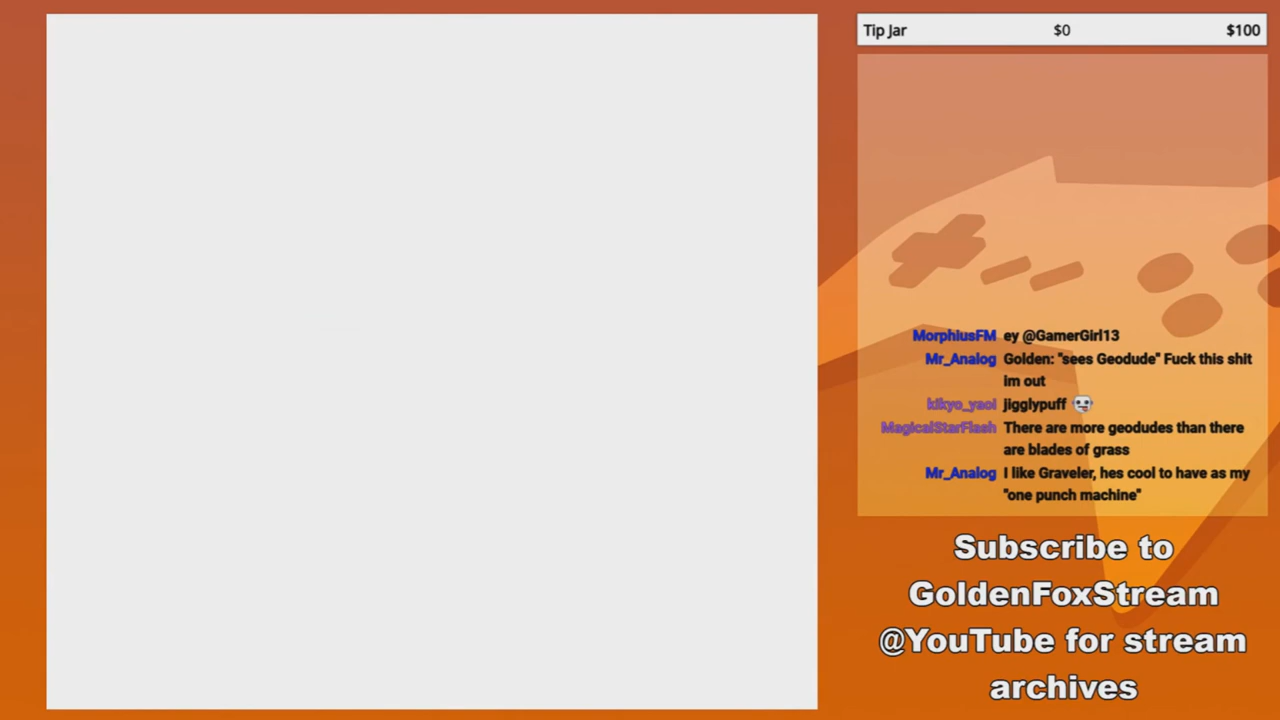 Tip Jar $0 $100
MorphiusFM ey @GamerGirl13
Mr_Analog Golden: "sees Geodude" Fuck this shit
im out
kikyo_yaoi jigglypuff
MagicalStarFlash There are more geodudes than there
are blades of grass
Mr_Analog I like Graveler, hes cool to have as my
"one punch machine"
Subscribe to
GoldenFoxStream
@YouTube for stream
archives